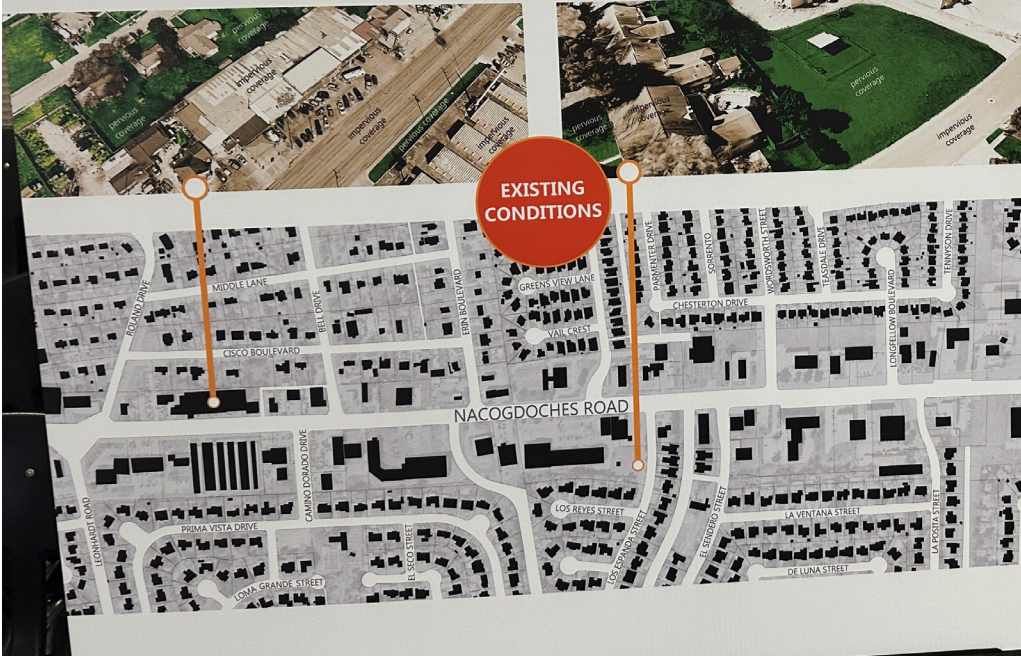 pervious
coverage
pervious
coverage
impervious
coverage
impervious
coverage
pervious coverage
impervious
coverage
pervious
coverage
impervious
coverage
pervious
coverage
impervious
coverage
EXISTING
CONDITIONS
ROLAND DRIVE
MIDDLE LANE
BELL DRIVE
CISCO BOULEVARD
ERIN BOULEVARD
GREENS VIEW LANE
VAIL CREST
PARMENTER DRIVE
SORRENTO
WORDSWORTH STREET
TEASDALE DRIVE
TENNYSON DRIVE
CHESTERTON DRIVE
LONGFELLOW BOULEVARD
NACOGDOCHES ROAD
LEONHARDT ROAD
CAMINO DORADO DRIVE
PRIMA VISTA DRIVE
LOMA GRANDE STREET
EL SECO STREET
LOS REYES STREET
LOS ESPANDA STREET
EL SENDERO STREET
LA VENTANA STREET
DE LUNA STREET
LA POSITA STREET